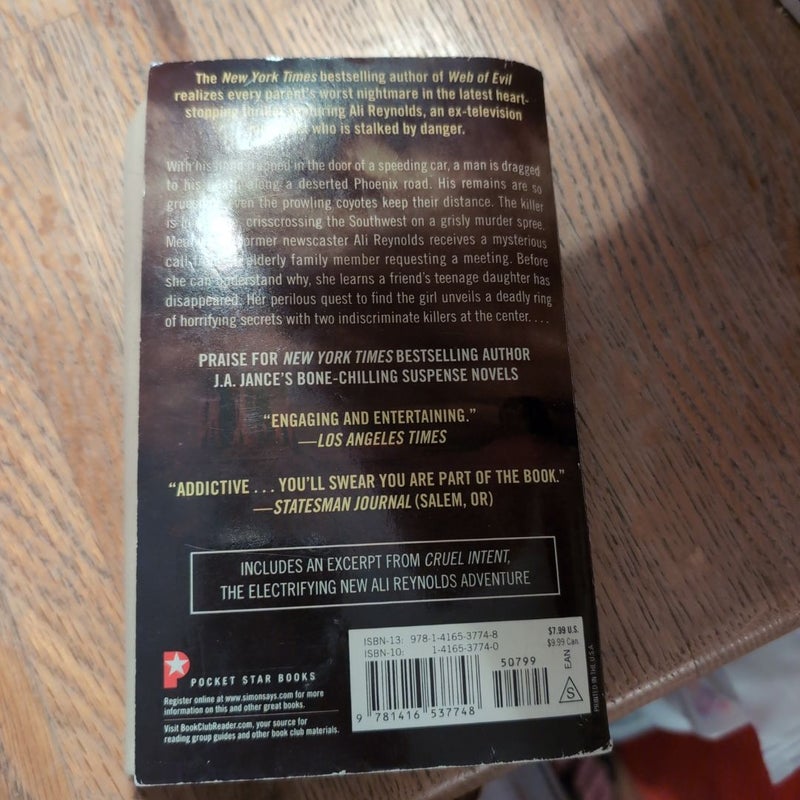 The New York Times bestselling author of Web of Evil
realizes every parent's worst nightmare in the latest heart-
stopping featuring Ali Reynolds, an ex-television
who is stalked by danger.
With his in the door of a speeding car, a man is dragged
to his along a deserted Phoenix road. His remains are so
even the prowling coyotes keep their distance. The killer
is crisscrossing the Southwest on a grisly murder spree.
former newscaster Ali Reynolds receives a mysterious
call elderly family member requesting a meeting. Before
she can understand why, she learns a friend's teenage daughter has
disappeared. Her perilous quest to find the girl unveils a deadly ring
of horrifying secrets with two indiscriminate killers at the center. . . .
PRAISE FOR NEW YORK TIMES BESTSELLING AUTHOR
J.A. JANCE'S BONE-CHILLING SUSPENSE NOVELS
"ENGAGING AND ENTERTAINING."
—LOS ANGELES TIMES
"ADDICTIVE . . . YOU'LL SWEAR YOU ARE PART OF THE BOOK."
—STATESMAN JOURNAL (SALEM, OR)
INCLUDES AN EXCERPT FROM CRUEL INTENT,
THE ELECTRIFYING NEW ALI REYNOLDS ADVENTURE
POCKET STAR BOOKS
Register online at www.simonsays.com for more
information on this and other great books.
Visit BookClubReader.com, your source for
reading group guides and other book club materials.
ISBN-13: 978-1-4165-3774-8
ISBN-10: 1-4165-3774-0
$7.99 U.S.
$9.99 Can.
50799
EAN
S
9 781416 537748
PRINTED IN THE U.S.A.